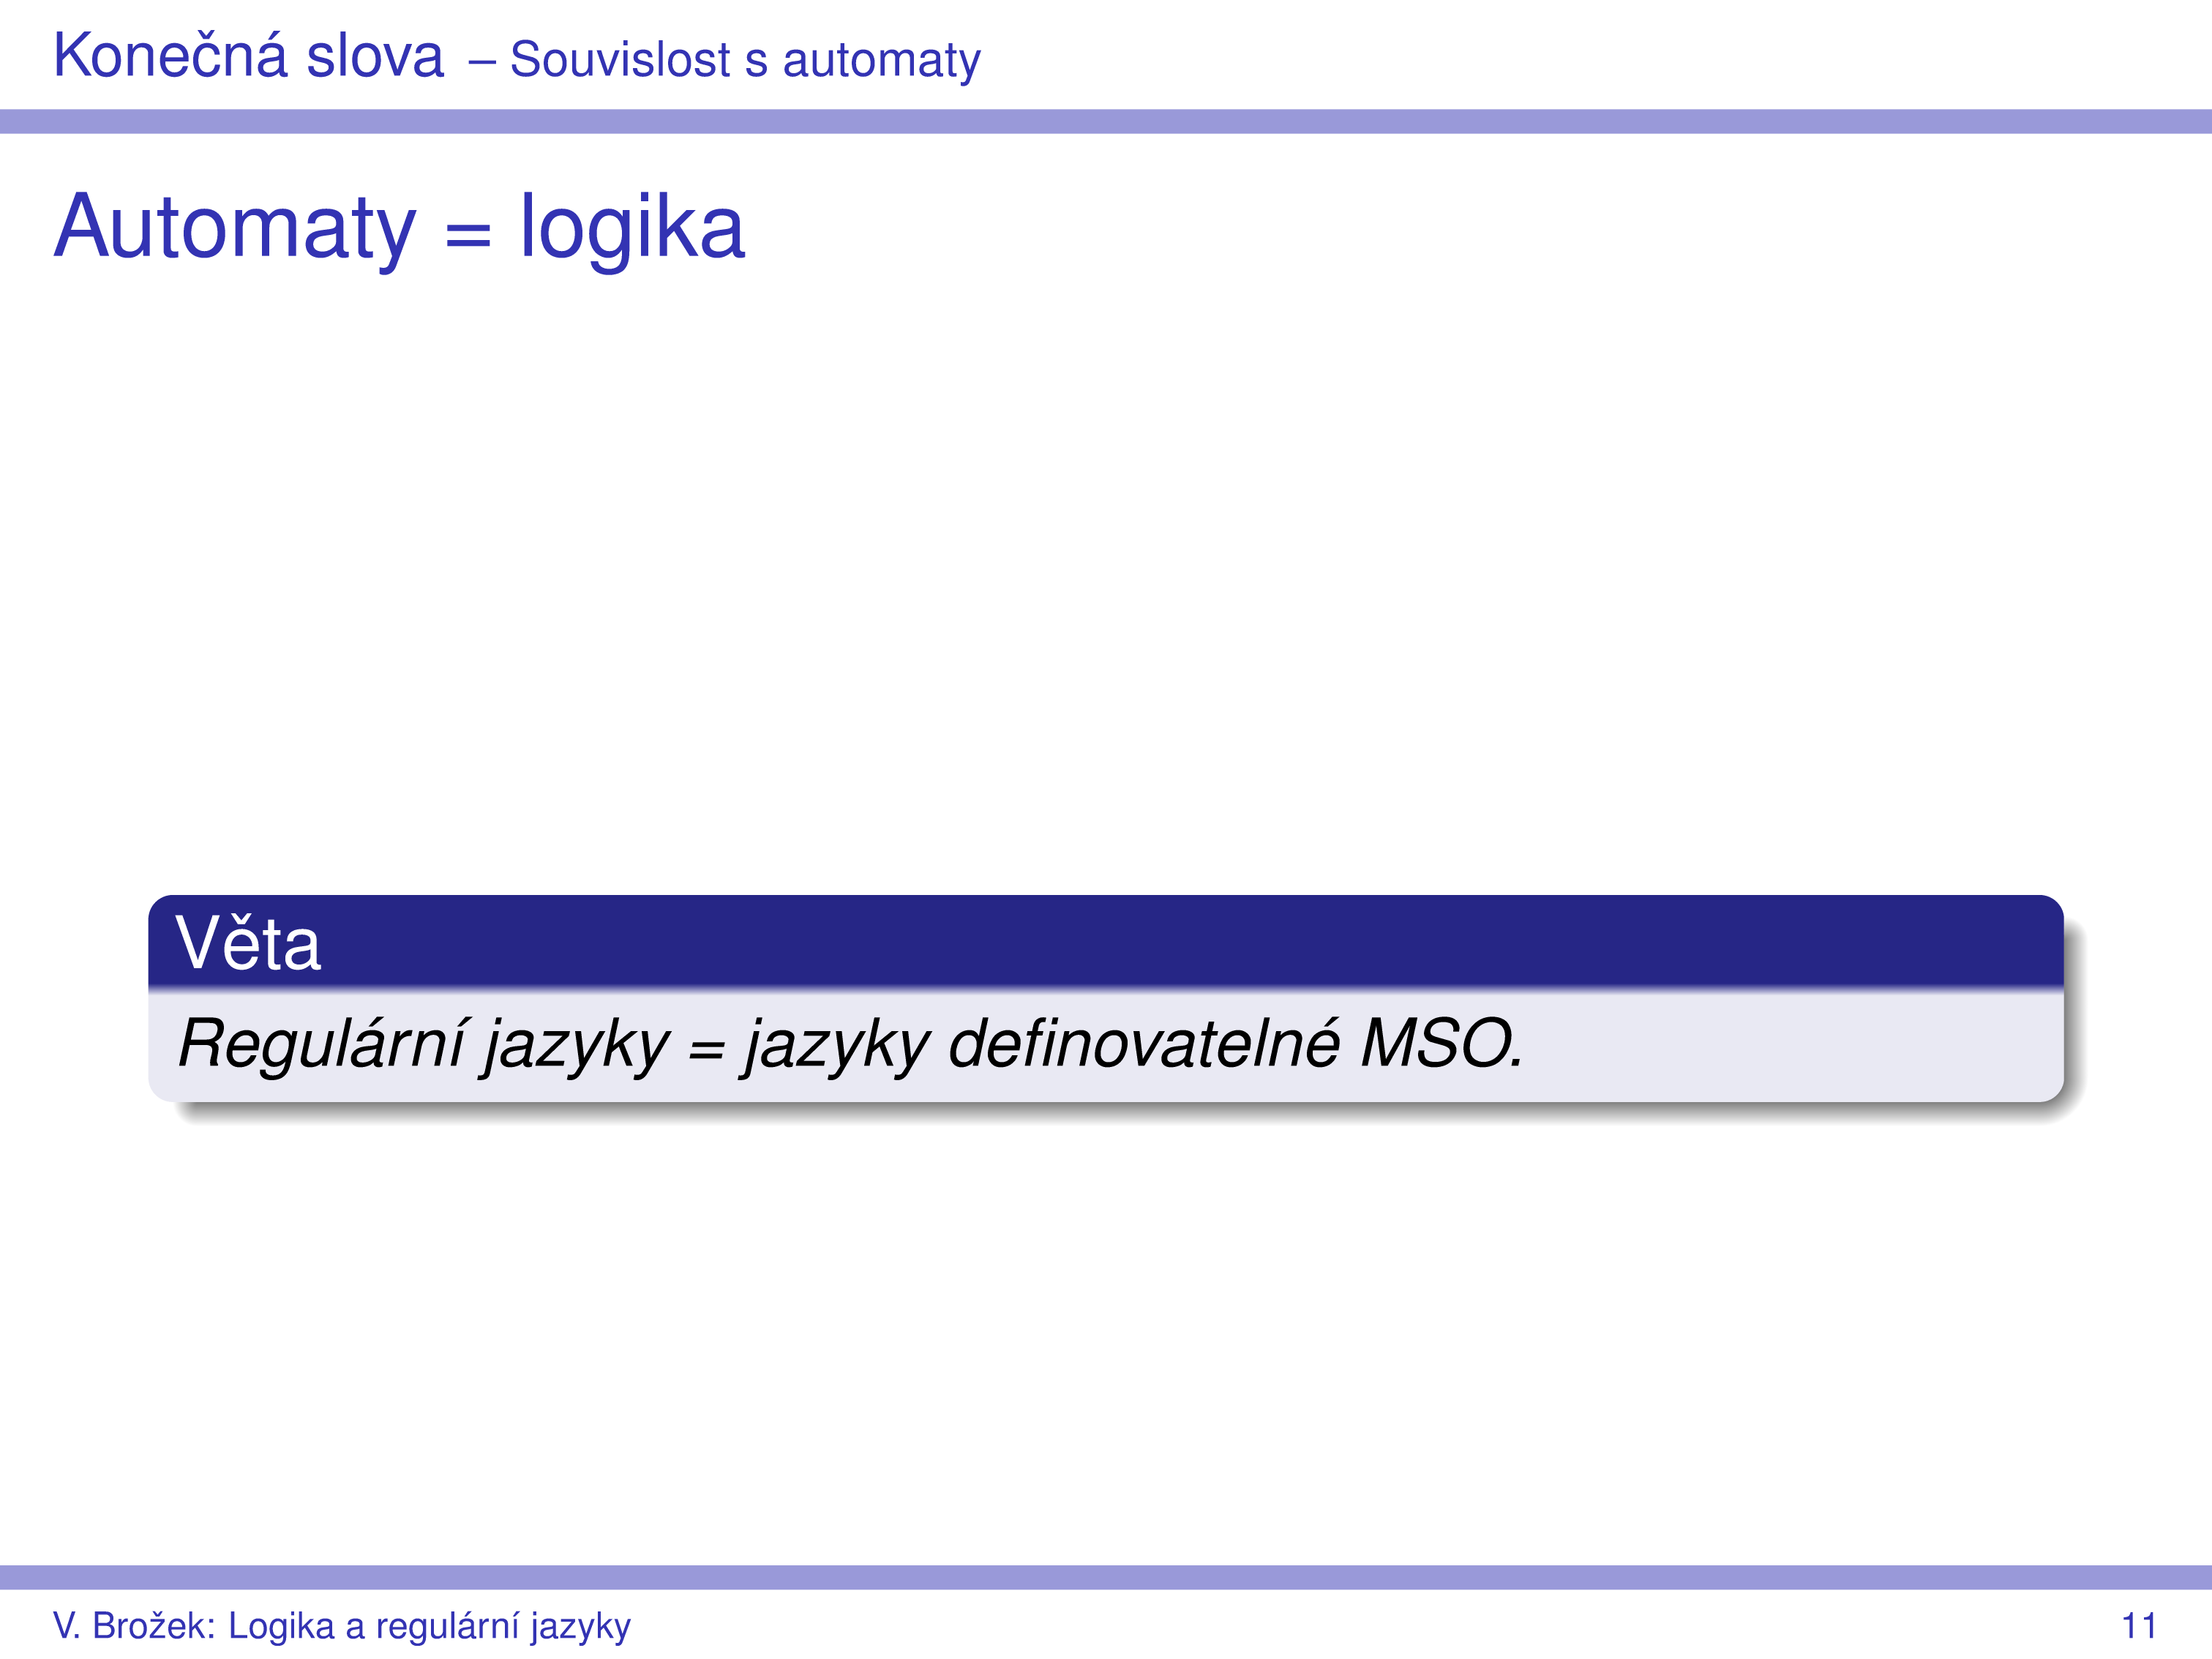 Konečná slova – Souvislost s automaty
Automaty = logika
Věta
Regulární jazyky = jazyky definovatelné MSO.
V. Brožek: Logika a regulární jazyky 11